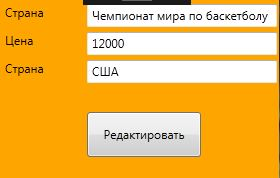 Страна Чемпионат мира по баскетболу
Цена 12000
Страна США
Редактировать